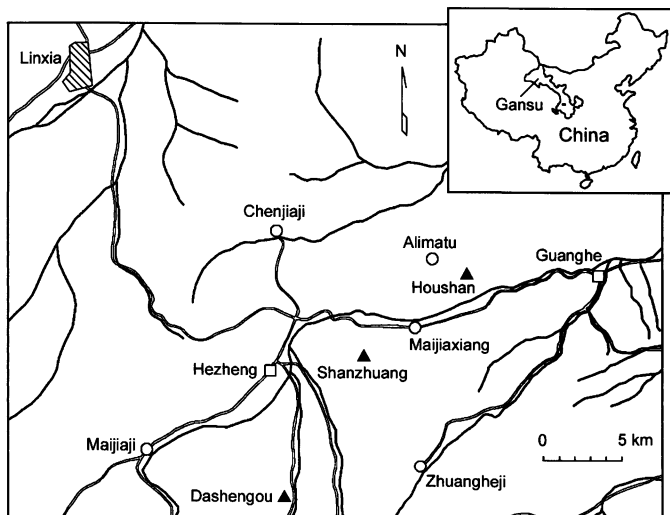 Linxia
N
Gansu
China
Chenjiaji
Alimatu
Guanghe
Houshan
Maijiaxiang
Hezheng
Shanzhuang
Maijiaji
0 5 km
Zhuangheji
Dashengou